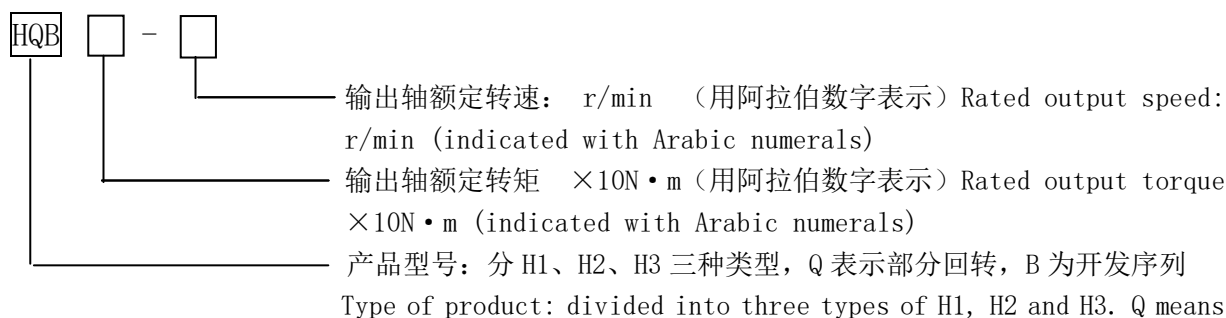 HQB □ - □
输出轴额定转速： r/min （用阿拉伯数字表示）Rated output speed:
r/min (indicated with Arabic numerals)
输出轴额定转矩 ×10N·m（用阿拉伯数字表示）Rated output torque
×10N·m (indicated with Arabic numerals)
产品型号：分 H1、H2、H3 三种类型，Q 表示部分回转，B 为开发序列
Type of product: divided into three types of H1, H2 and H3. Q means